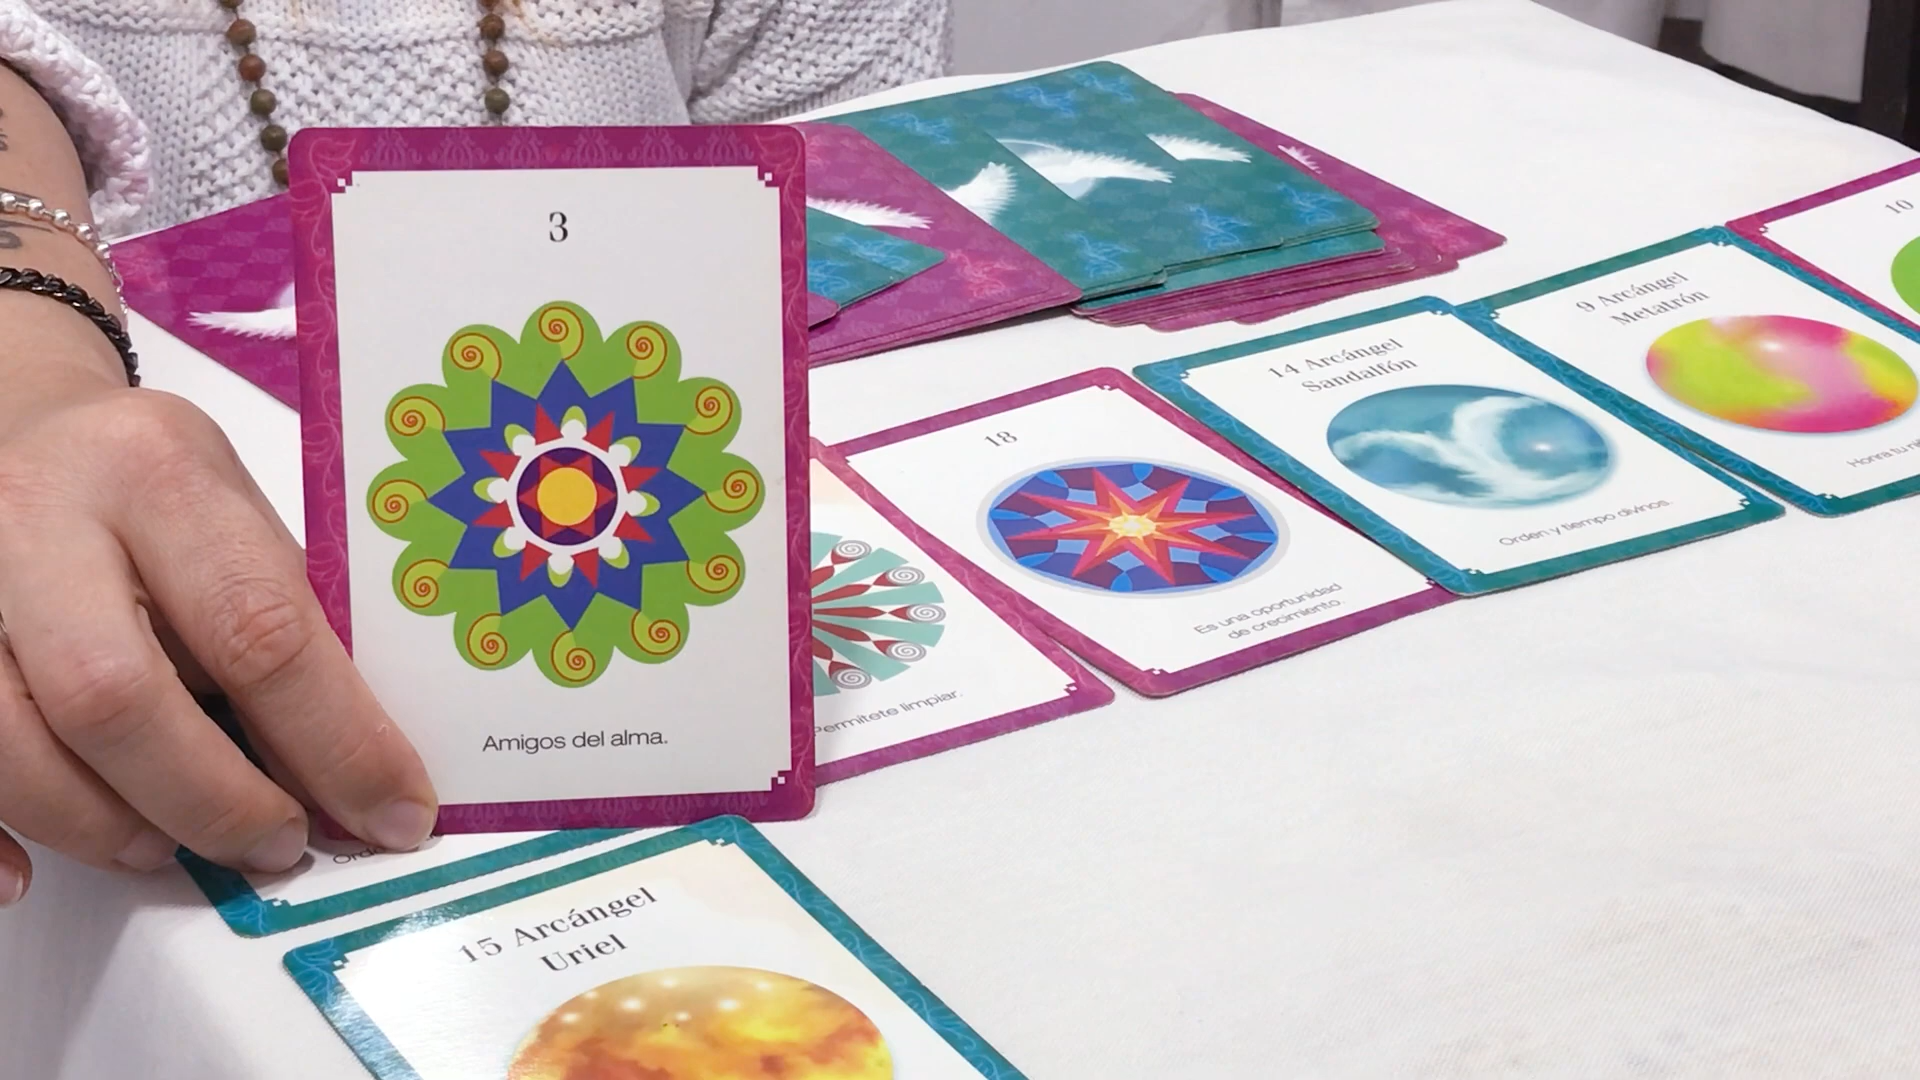 3
Amigos del alma.
Permítete limpiar.
18
Es una oportunidad
de crecimiento.
14 Arcángel
Sandalfón
Orden y tiempo divinos.
9 Arcángel
Metatrón
Honra tu
10
15 Arcángel
Uriel